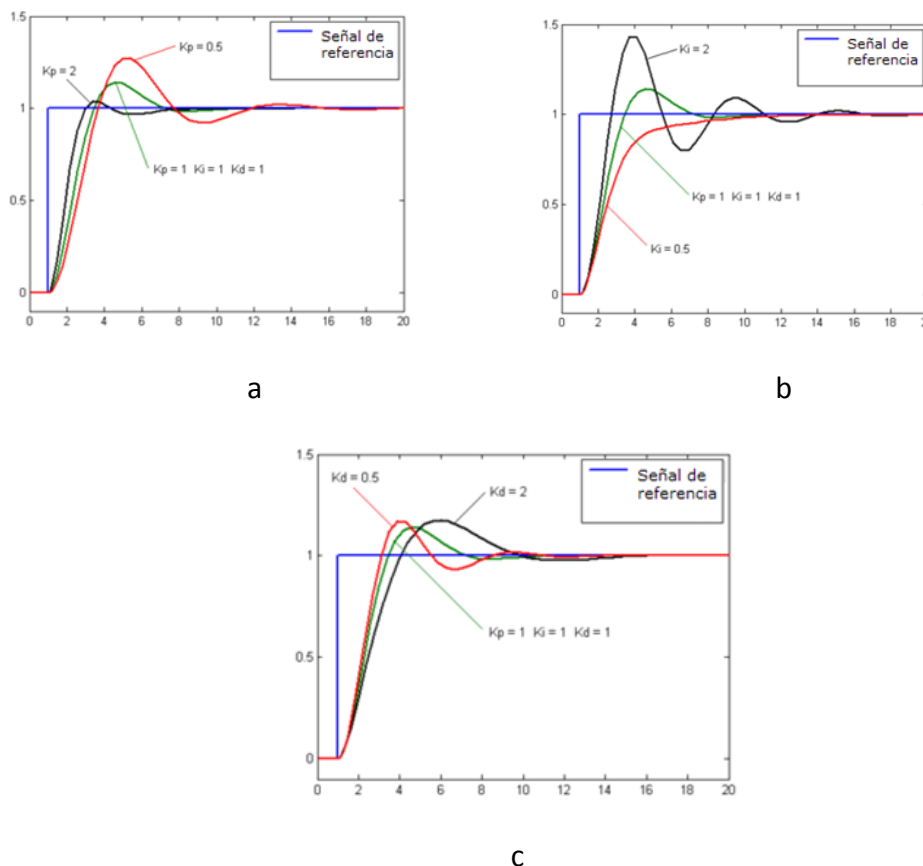 1.5
Señal de
referencia
Kp = 0.5
Kp = 2
1
Kp = 1 Ki = 1 Kd = 1
0.5
0
0 2 4 6 8 10 12 14 16 18 20
a
1.5
Señal de
referencia
Ki = 2
1
Kp = 1 Ki = 1 Kd = 1
0.5
Ki = 0.5
0
0 2 4 6 8 10 12 14 16 18 20
b
1.5
Señal de
referencia
Kd = 0.5
Kd = 2
1
Kp = 1 Ki = 1 Kd = 1
0.5
0
0 2 4 6 8 10 12 14 16 18 20
c